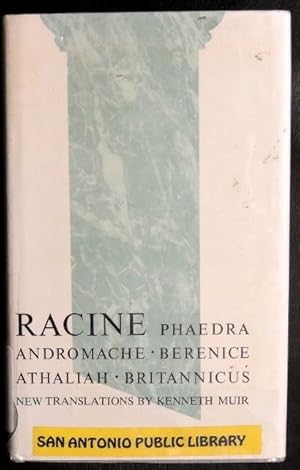 RACINE PHAEDRA
ANDROMACHE · BERENICE
ATHALIAH · BRITANNICUS
NEW TRANSLATIONS BY KENNETH MUIR
SAN ANTONIO PUBLIC LIBRARY